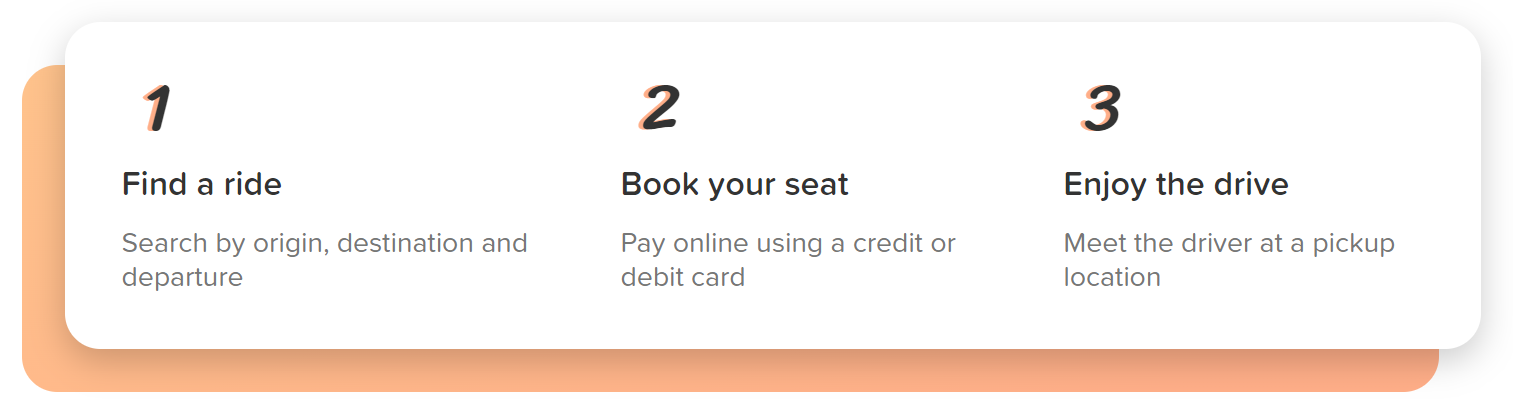 1
Find a ride
Search by origin, destination and
departure
2
Book your seat
Pay online using a credit or
debit card
3
Enjoy the drive
Meet the driver at a pickup
location